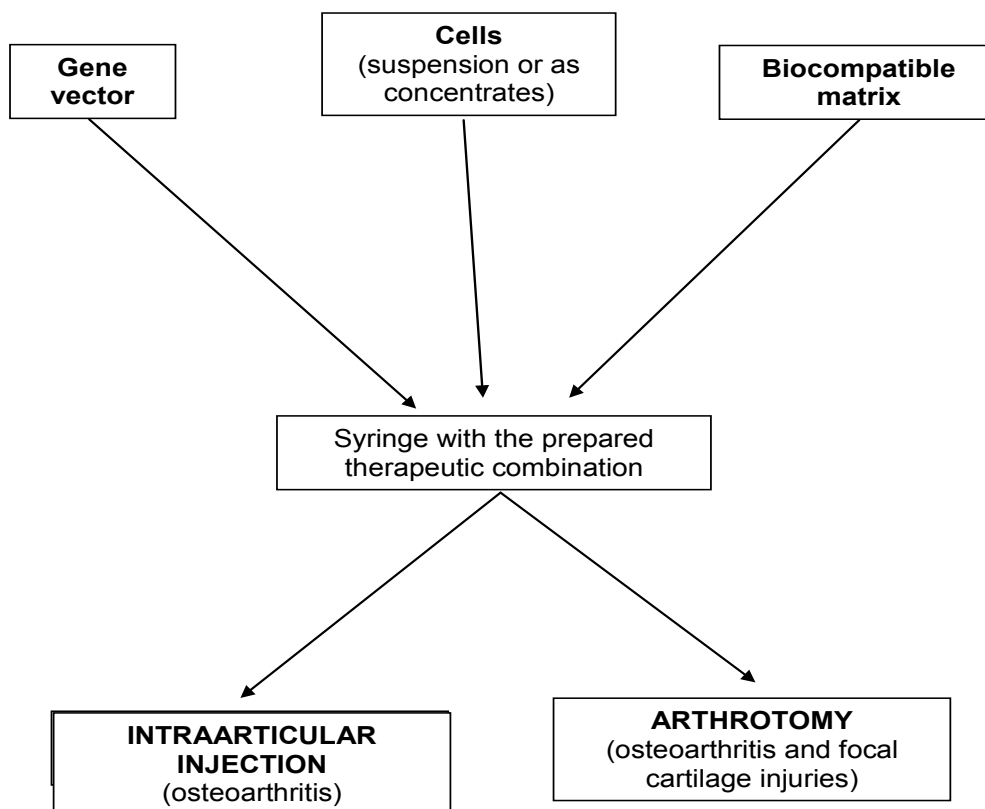 Gene
vector
Cells
(suspension or as
concentrates)
Biocompatible
matrix
Syringe with the prepared
therapeutic combination
INTRAARTICULAR
INJECTION
(osteoarthritis)
ARTHROTOMY
(osteoarthritis and focal
cartilage injuries)